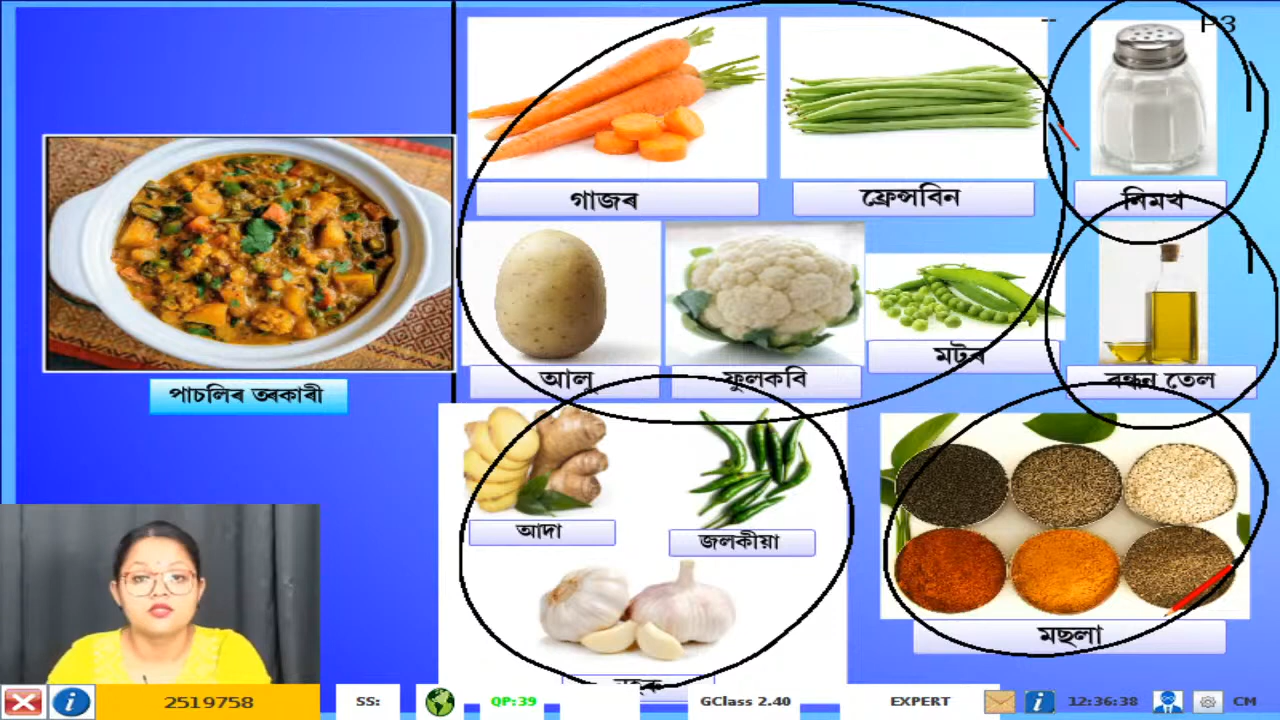 P3
গাজৰ
ফ্ৰেন্সবিন
নিমখ
আলু
ফুলকবি
মটৰ
ৰন্ধন তেল
পাচলিৰ তৰকাৰী
আদা
জলকীয়া
মছলা
2519758
SS:
QP:39
GClass 2.40
EXPERT
12:36:38
CM